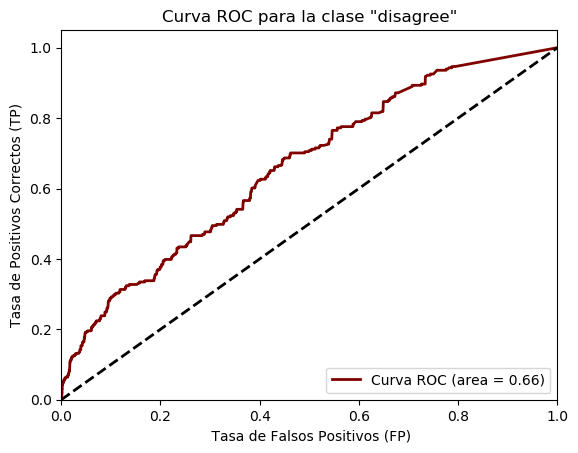 Curva ROC para la clase "disagree"
Tasa de Positivos Correctos (TP)
1.0
0.8
0.6
0.4
0.2
0.0
0.0 0.2 0.4 0.6 0.8 1.0
Curva ROC (area = 0.66)
Tasa de Falsos Positivos (FP)